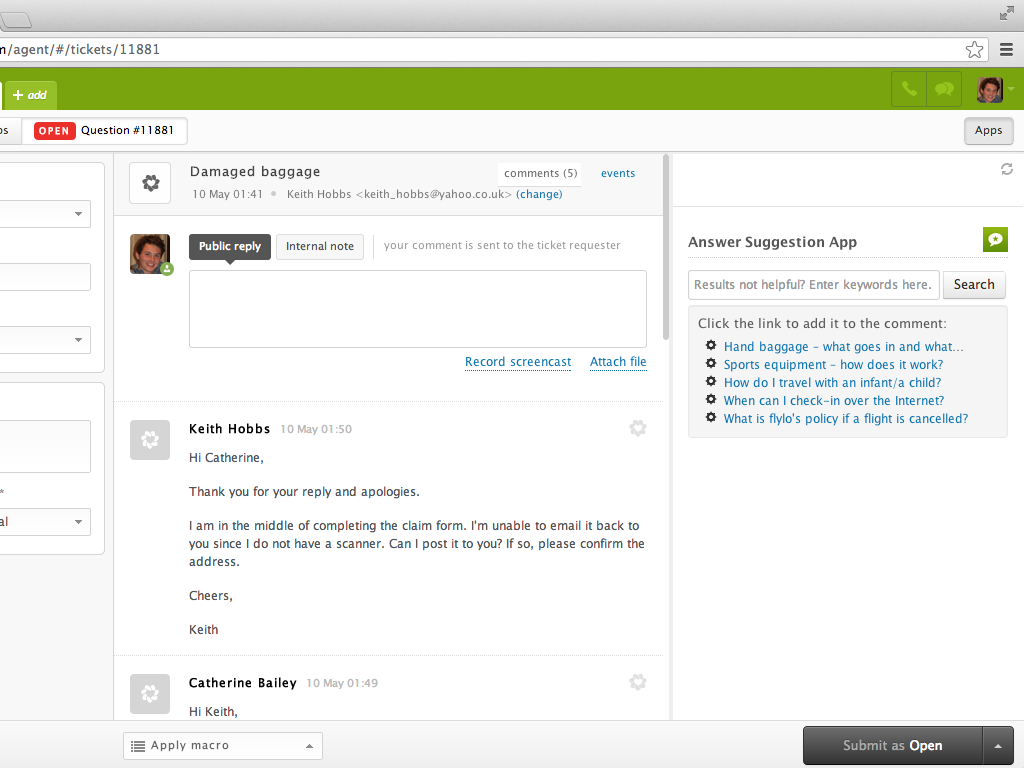 m/agent/#/tickets/11881
+ add
os
OPEN Question #11881
Apps
Damaged baggage
comments (5)
events
10 May 01:41 • Keith Hobbs <keith_hobbs@yahoo.co.uk> (change)
Public reply
Internal note
your comment is sent to the ticket requester
Record screencast
Attach file
Keith Hobbs 10 May 01:50
Hi Catherine,
Thank you for your reply and apologies.
I am in the middle of completing the claim form. I'm unable to email it back to
you since I do not have a scanner. Can I post it to you? If so, please confirm the
address.
Cheers,
Keith
Catherine Bailey 10 May 01:49
Hi Keith,
*
al
Answer Suggestion App
Results not helpful? Enter keywords here.
Search
Click the link to add it to the comment:
Hand baggage – what goes in and what...
Sports equipment – how does it work?
How do I travel with an infant/a child?
When can I check-in over the Internet?
What is flylo's policy if a flight is cancelled?
Apply macro
Submit as Open